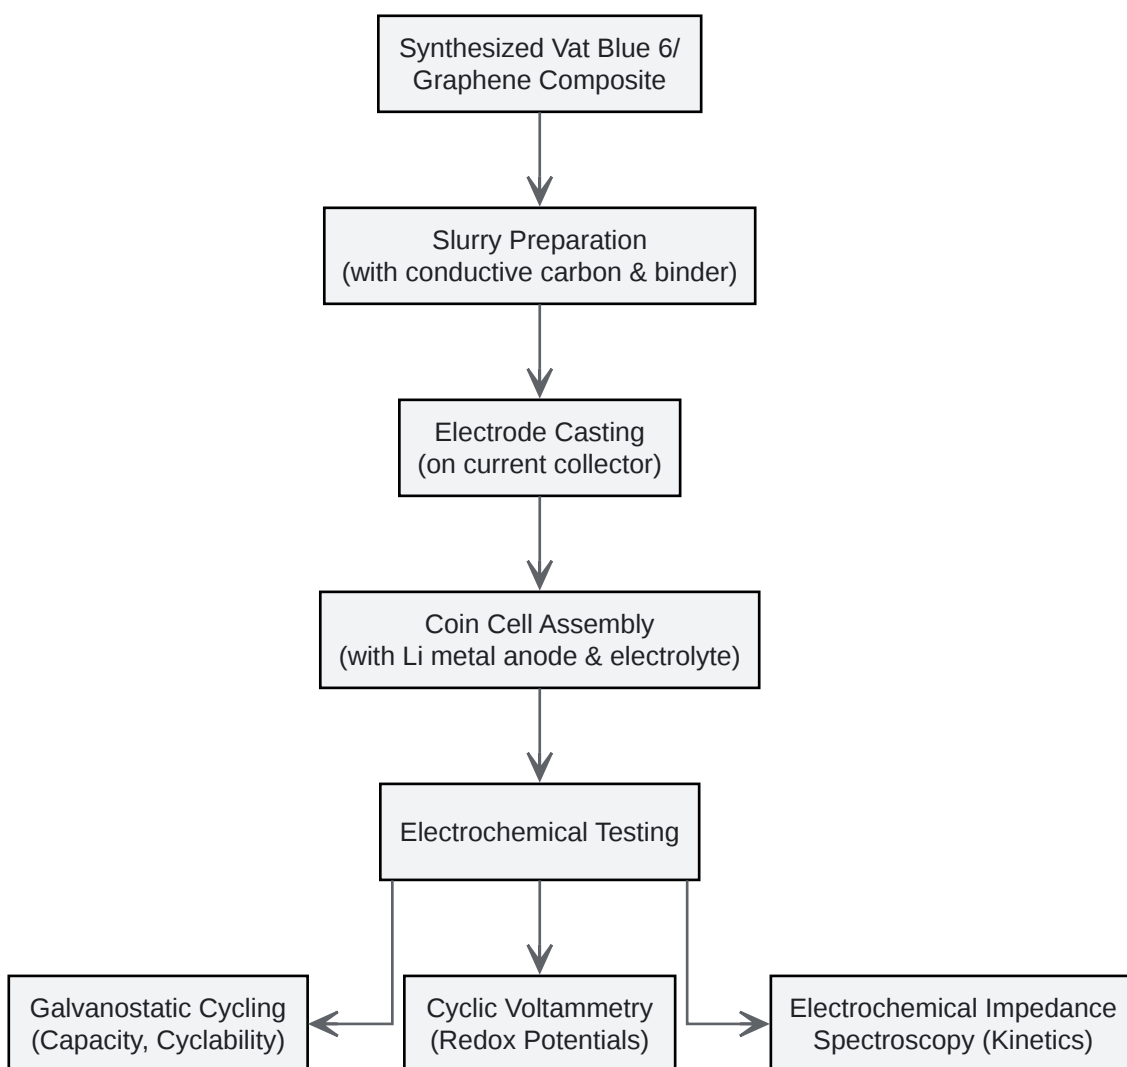 Synthesized Vat Blue 6/
Graphene Composite
Slurry Preparation
(with conductive carbon & binder)
Electrode Casting
(on current collector)
Coin Cell Assembly
(with Li metal anode & electrolyte)
Electrochemical Testing
Galvanostatic Cycling
(Capacity, Cyclability)
Cyclic Voltammetry
(Redox Potentials)
Electrochemical Impedance
Spectroscopy (Kinetics)